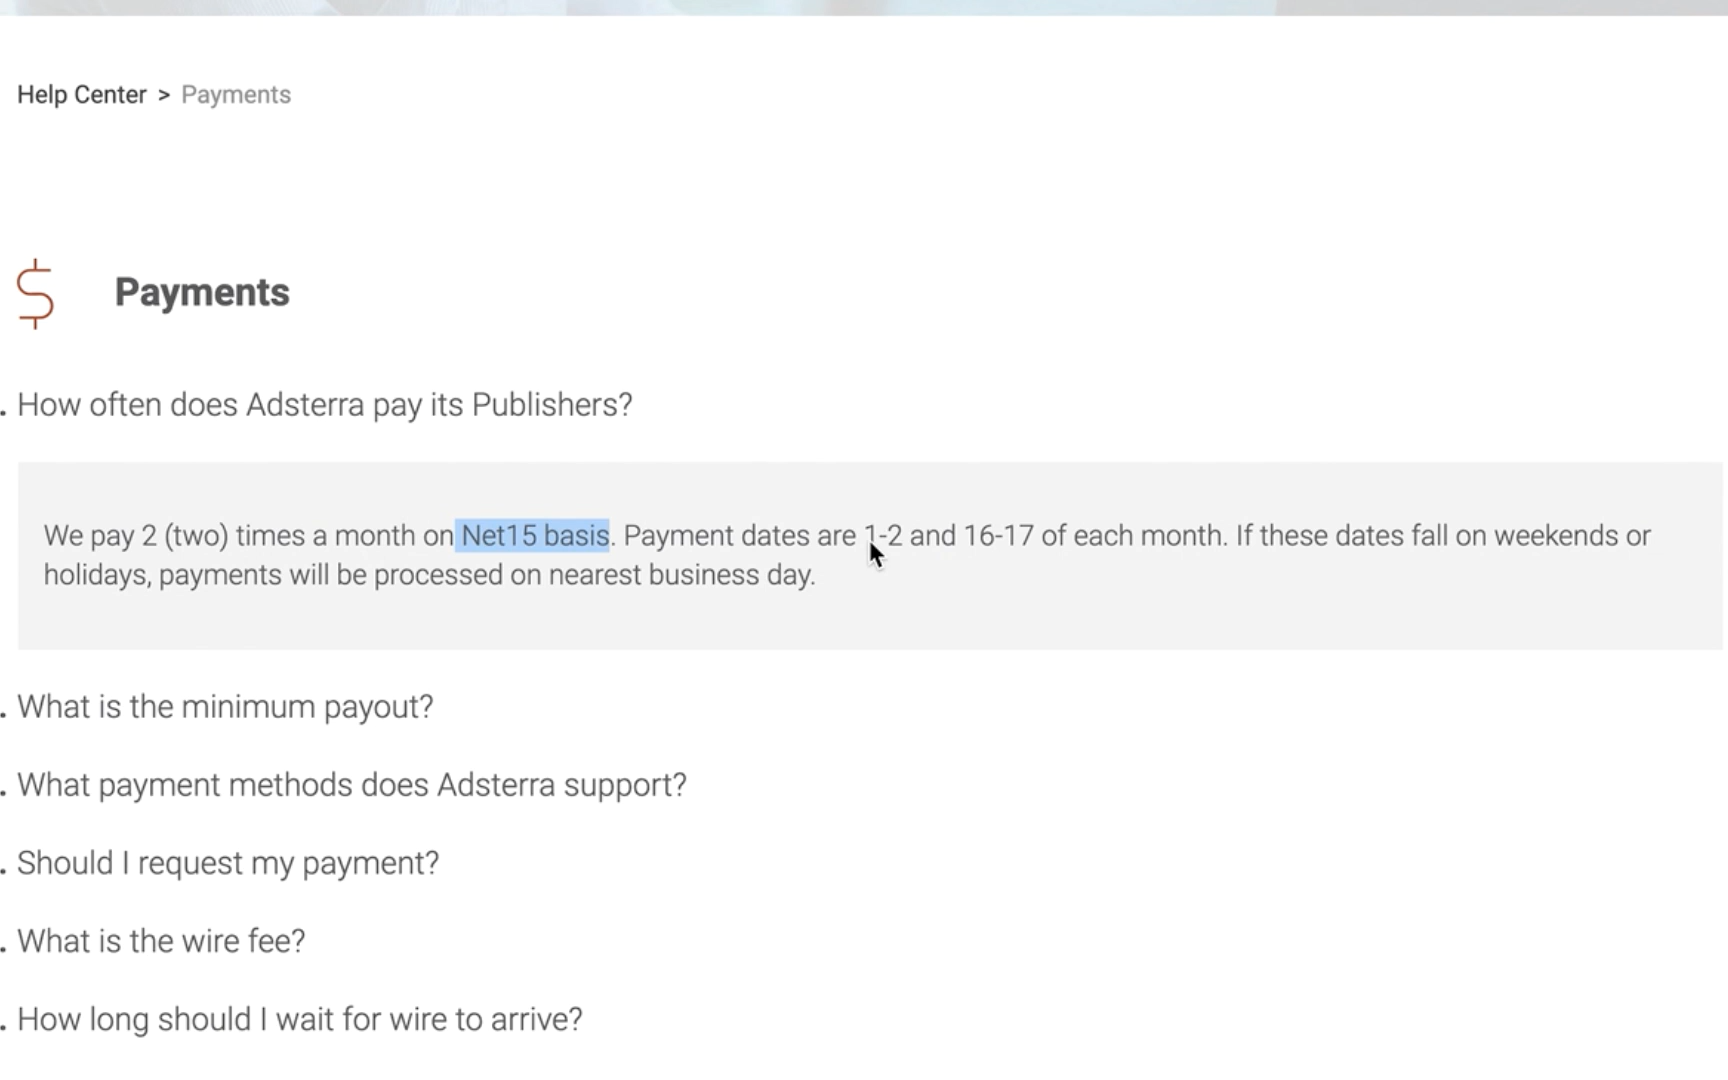 Help Center > Payments
Payments
. How often does Adsterra pay its Publishers?
We pay 2 (two) times a month on Net15 basis. Payment dates are 1-2 and 16-17 of each month. If these dates fall on weekends or
holidays, payments will be processed on nearest business day.
. What is the minimum payout?
. What payment methods does Adsterra support?
. Should I request my payment?
. What is the wire fee?
. How long should I wait for wire to arrive?